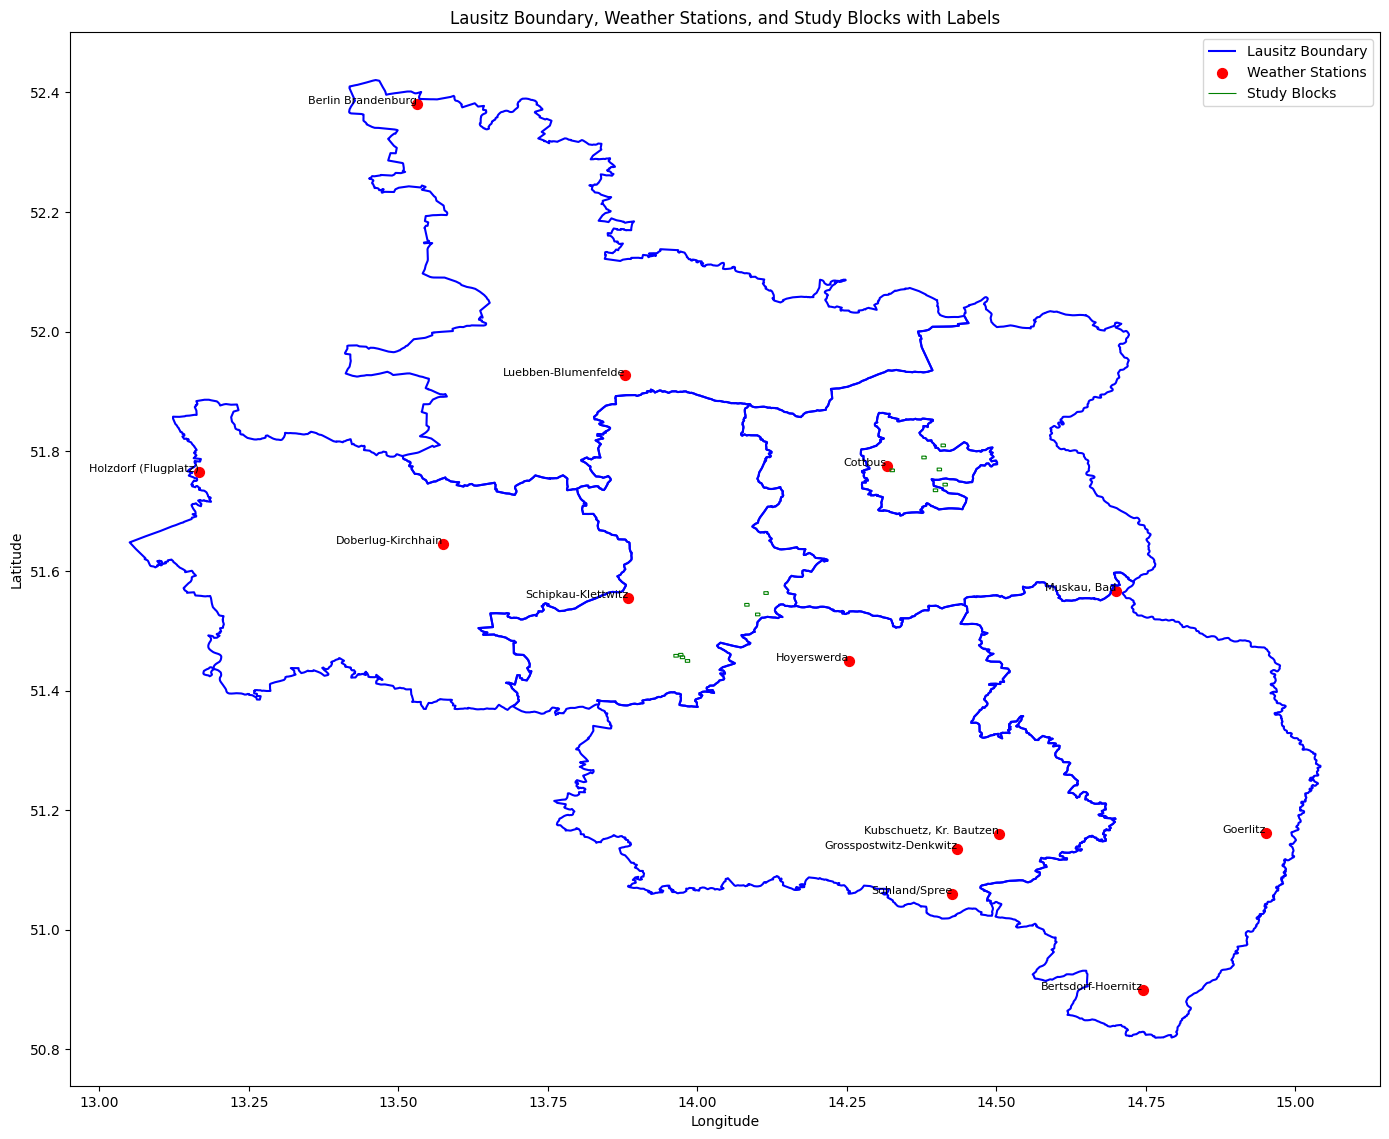 Lausitz Boundary, Weather Stations, and Study Blocks with Labels
Lausitz Boundary
Weather Stations
Study Blocks
Latitude
52.4
52.2
52.0
51.8
51.6
51.4
51.2
51.0
50.8
Berlin Brandenburg
Luebben-Blumenfelde
Cottbus
Holzdorf (Flugplatz)
Doberlug-Kirchhain
Muskau, Bad
Schipkau-Klettwitz
Hoyerswerda
Kubschuetz, Kr. Bautzen
Goerlitz
Grosspostwitz-Denkwitz
Sohland/Spree
Bertsdorf-Hoernitz
13.00 13.25 13.50 13.75 14.00 14.25 14.50 14.75 15.00
Longitude